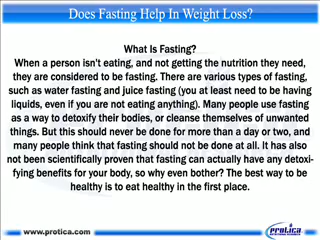 Does Fasting Help In Weight Loss?
What Is Fasting?
When a person isn't eating, and not getting the nutrition they need,
they are considered to be fasting. There are various types of fasting,
such as water fasting and juice fasting (you at least need to be having
liquids, even if you are not eating anything). Many people use fasting
as a way to detoxify their bodies, or cleanse themselves of unwanted
things. But this should never be done for more than a day or two, and
many people think that fasting should not be done at all. It has also
not been scientifically proven that fasting can actually have any detoxi-
fying benefits for your body, so why even bother? The best way to be
healthy is to eat healthy in the first place.
www.protica.com
protica